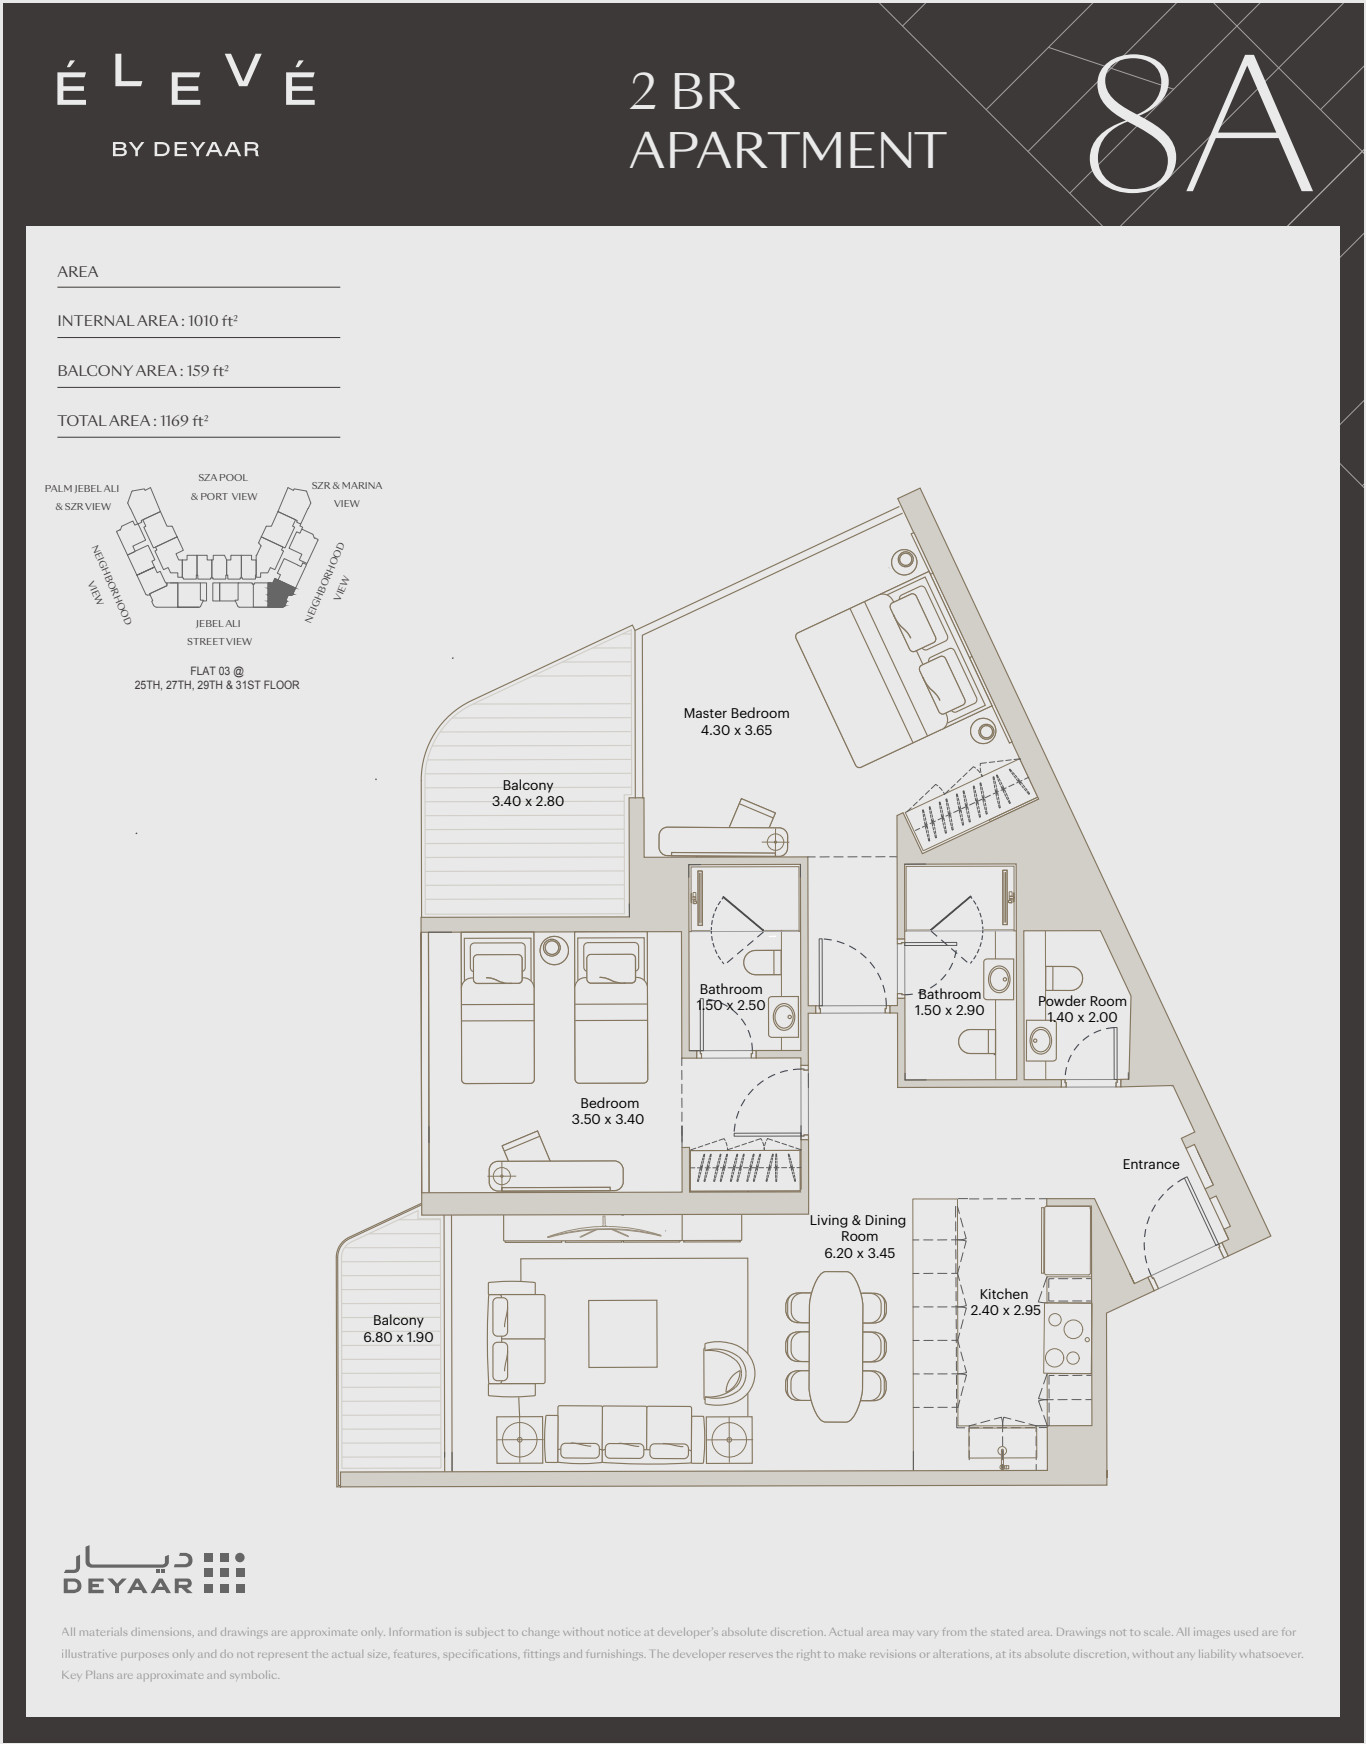 ÉLEVÉ
BY DEYAAR
2 BR
APARTMENT
8A
AREA
INTERNAL AREA : 1010 ft²
BALCONY AREA : 159 ft²
TOTAL AREA : 1169 ft²
SZA POOL
& PORT VIEW
PALM JEBEL ALI
& SZR VIEW
SZR & MARINA
VIEW
NEIGHBORHOOD
VIEW
NEIGHBORHOOD
VIEW
JEBEL ALI
STREET VIEW
FLAT 03 @
25TH, 27TH, 29TH & 31ST FLOOR
Master Bedroom
4.30 x 3.65
Balcony
3.40 x 2.80
Bathroom
1.50 x 2.50
Bathroom
1.50 x 2.90
Powder Room
1.40 x 2.00
Bedroom
3.50 x 3.40
Entrance
Living & Dining
Room
6.20 x 3.45
Kitchen
2.40 x 2.95
Balcony
6.80 x 1.90
ديار
DEYAAR
All materials dimensions, and drawings are approximate only. Information is subject to change without notice at developer's absolute discretion. Actual area may vary from the stated area. Drawings not to scale. All images used are for
illustrative purposes only and do not represent the actual size, features, specifications, fittings and furnishings. The developer reserves the right to make revisions or alterations, at its absolute discretion, without any liability whatsoever.
Key Plans are approximate and symbolic.